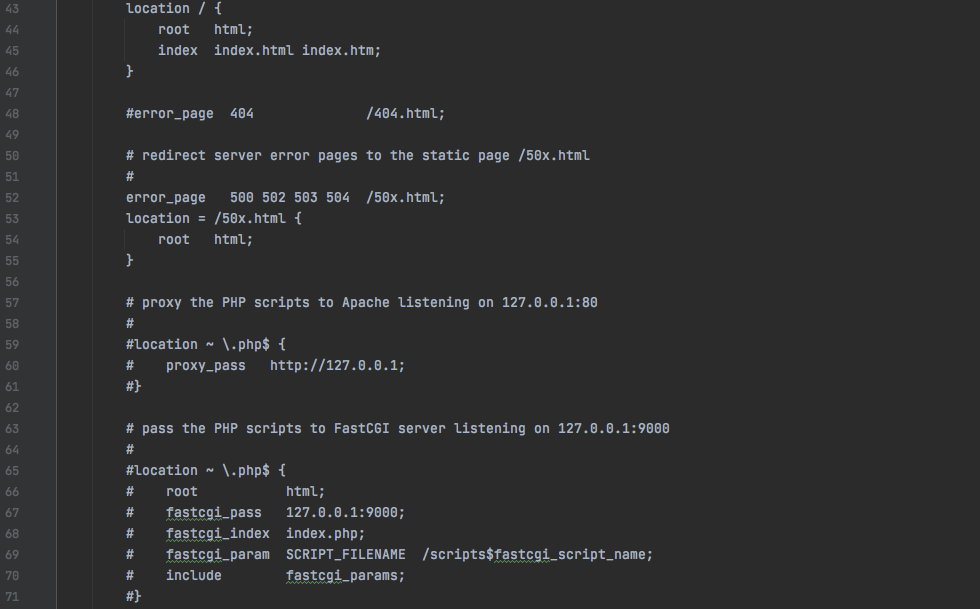 43 location / {
44 root html;
45 index index.html index.htm;
46 }
47
48 #error_page 404 /404.html;
49
50 # redirect server error pages to the static page /50x.html
51 #
52 error_page 500 502 503 504 /50x.html;
53 location = /50x.html {
54 root html;
55 }
56
57 # proxy the PHP scripts to Apache listening on 127.0.0.1:80
58 #
59 #location ~ \.php$ {
60 # proxy_pass http://127.0.0.1;
61 #}
62
63 # pass the PHP scripts to FastCGI server listening on 127.0.0.1:9000
64 #
65 #location ~ \.php$ {
66 # root html;
67 # fastcgi_pass 127.0.0.1:9000;
68 # fastcgi_index index.php;
69 # fastcgi_param SCRIPT_FILENAME /scripts$fastcgi_script_name;
70 # include fastcgi_params;
71 #}